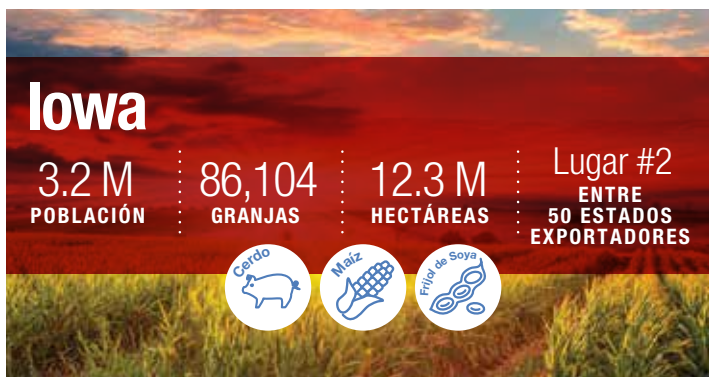 Iowa
3.2 M
POBLACIÓN
86,104
GRANJAS
12.3 M
HECTÁREAS
Lugar #2
ENTRE
50 ESTADOS
EXPORTADORES
Cerdo
Maíz
Frijol de Soya